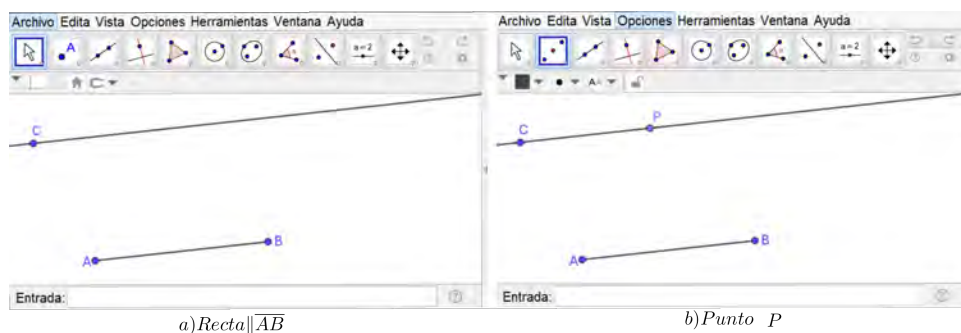 Archivo Edita Vista Opciones Herramientas Ventana Ayuda
A
a=2
C
A
B
Entrada:
a)Recta∥AB
Archivo Edita Vista Opciones Herramientas Ventana Ayuda
a=2
AA
C
P
A
B
Entrada:
b)Punto P